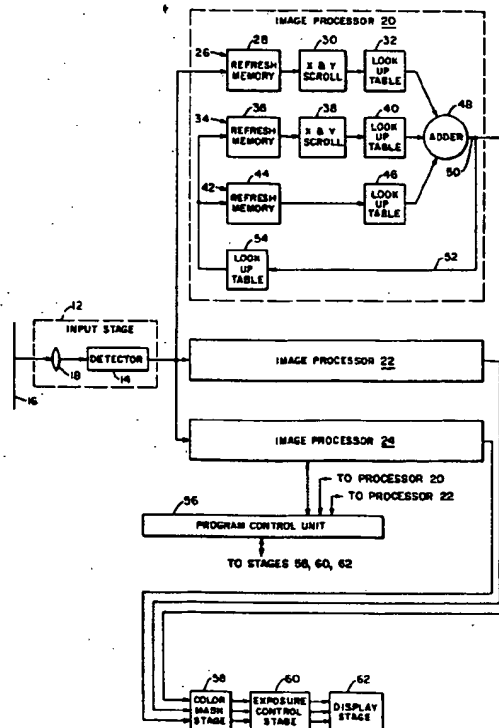 IMAGE PROCESSOR 20
26
28
REFRESH MEMORY
30
X & Y SCROLL
32
LOOK UP TABLE
34
36
REFRESH MEMORY
38
X & Y SCROLL
40
LOOK UP TABLE
48
ADDER
50
42
44
REFRESH MEMORY
46
LOOK UP TABLE
54
LOOK UP TABLE
52
12
INPUT STAGE
DETECTOR
14
16
18
IMAGE PROCESSOR 22
IMAGE PROCESSOR 24
TO PROCESSOR 20
TO PROCESSOR 22
56
PROGRAM CONTROL UNIT
TO STAGES 58, 60, 62
58
COLOR MASK STAGE
60
EXPOSURE CONTROL STAGE
62
DISPLAY STAGE